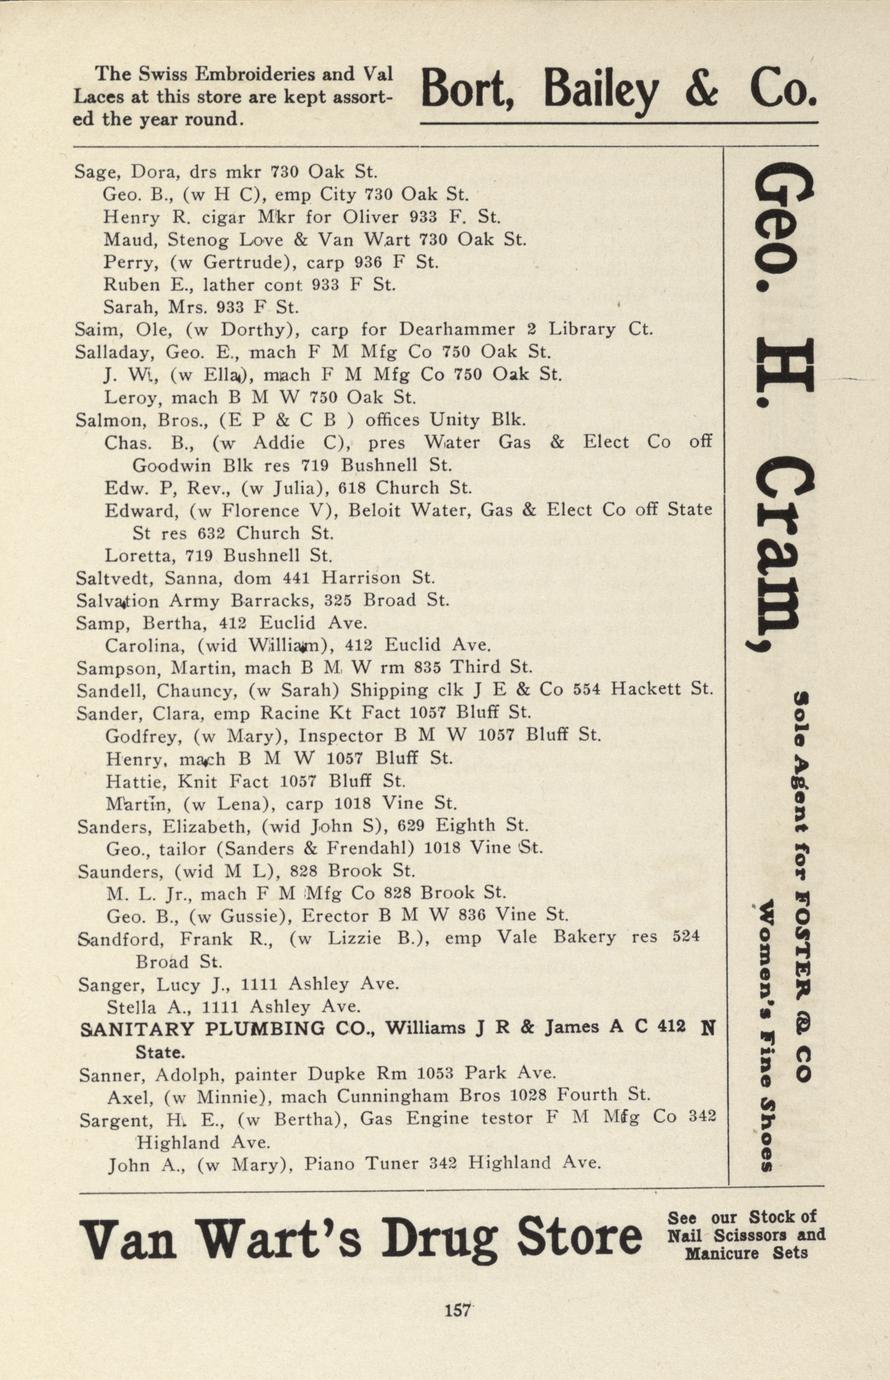 The Swiss Embroideries and Val
Laces at this store are kept assort-
ed the year round.
Bort, Bailey & Co.
Sage, Dora, drs mkr 730 Oak St.
Geo. B., (w H C), emp City 730 Oak St.
Henry R. cigar Mkr for Oliver 933 F. St.
Maud, Stenog Love & Van Wart 730 Oak St.
Perry, (w Gertrude), carp 936 F St.
Ruben E., lather cont 933 F St.
Sarah, Mrs. 933 F St.
Saim, Ole, (w Dorthy), carp for Dearhammer 2 Library Ct.
Salladay, Geo. E., mach F M Mfg Co 750 Oak St.
J. W., (w Ella), mach F M Mfg Co 750 Oak St.
Leroy, mach B M W 750 Oak St.
Salmon, Bros., (E P & C B ) offices Unity Blk.
Chas. B., (w Addie C), pres Water Gas & Elect Co off
Goodwin Blk res 719 Bushnell St.
Edw. P, Rev., (w Julia), 618 Church St.
Edward, (w Florence V), Beloit Water, Gas & Elect Co off State
St res 632 Church St.
Loretta, 719 Bushnell St.
Saltvedt, Sanna, dom 441 Harrison St.
Salvation Army Barracks, 325 Broad St.
Samp, Bertha, 412 Euclid Ave.
Carolina, (wid William), 412 Euclid Ave.
Sampson, Martin, mach B M W rm 835 Third St.
Sandell, Chauncy, (w Sarah) Shipping clk J E & Co 554 Hackett St.
Sander, Clara, emp Racine Kt Fact 1057 Bluff St.
Godfrey, (w Mary), Inspector B M W 1057 Bluff St.
Henry, mach B M W 1057 Bluff St.
Hattie, Knit Fact 1057 Bluff St.
Martin, (w Lena), carp 1018 Vine St.
Sanders, Elizabeth, (wid John S), 629 Eighth St.
Geo., tailor (Sanders & Frendahl) 1018 Vine St.
Saunders, (wid M L), 828 Brook St.
M. L. Jr., mach F M Mfg Co 828 Brook St.
Geo. B., (w Gussie), Erector B M W 836 Vine St.
Sandford, Frank R., (w Lizzie B.), emp Vale Bakery res 524
Broad St.
Sanger, Lucy J., 1111 Ashley Ave.
Stella A., 1111 Ashley Ave.
SANITARY PLUMBING CO., Williams J R & James A C 412 N
State.
Sanner, Adolph, painter Dupke Rm 1053 Park Ave.
Axel, (w Minnie), mach Cunningham Bros 1028 Fourth St.
Sargent, H. E., (w Bertha), Gas Engine testor F M Mfg Co 342
Highland Ave.
John A., (w Mary), Piano Tuner 342 Highland Ave.
Geo. H. Cram,
Sole Agent for FOSTER @ CO
Women's Fine Shoes
Van Wart's Drug Store
See our Stock of
Nail Scisssors and
Manicure Sets
157